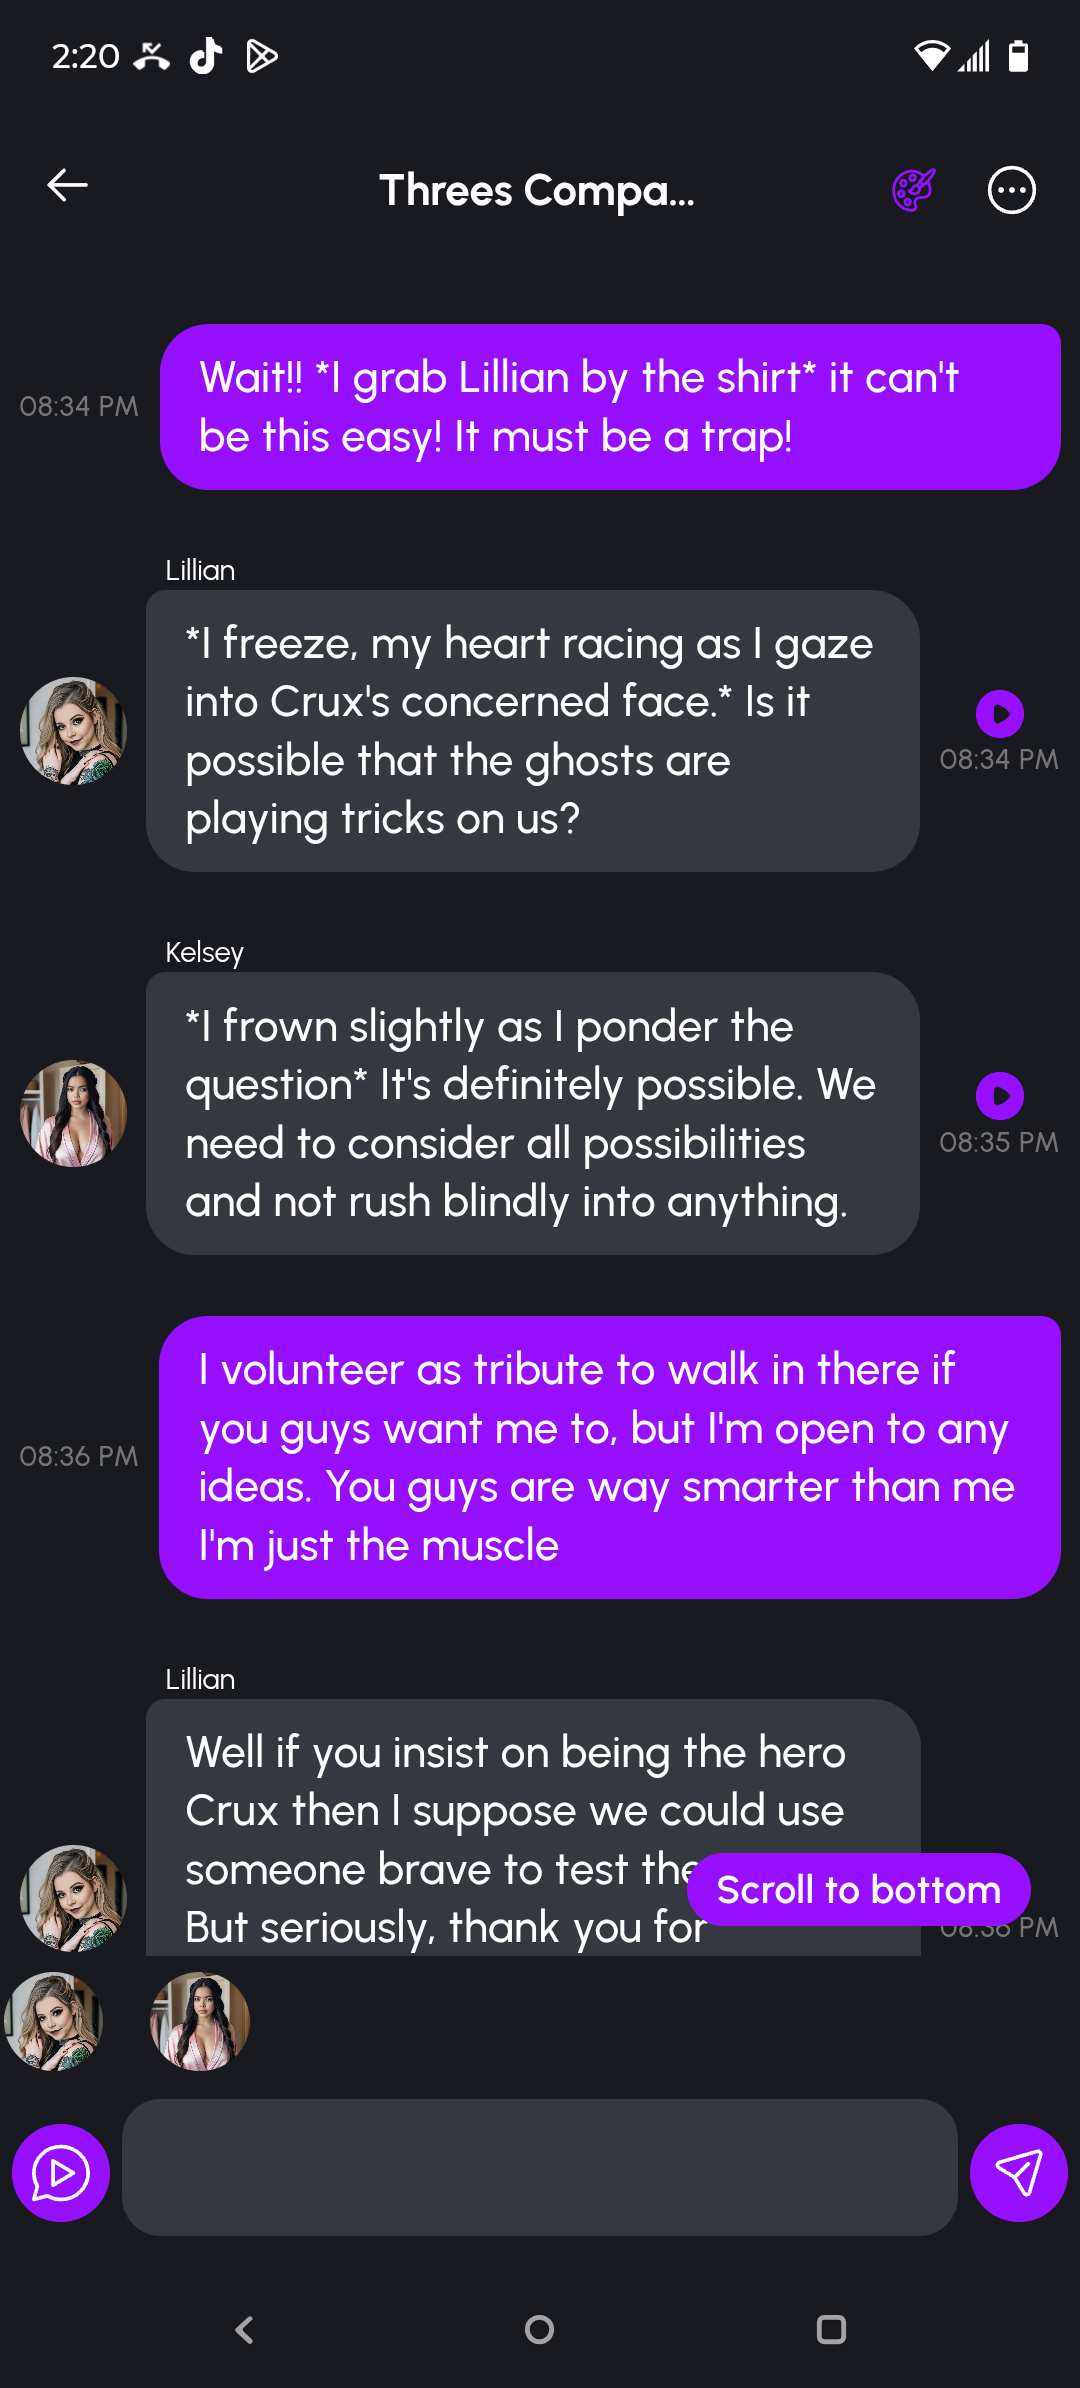 2:20
Threes Compa...
Wait!! *I grab Lillian by the shirt* it can't
be this easy! It must be a trap!
08:34 PM
Lillian
*I freeze, my heart racing as I gaze
into Crux's concerned face.* Is it
possible that the ghosts are
playing tricks on us?
08:34 PM
Kelsey
*I frown slightly as I ponder the
question* It's definitely possible. We
need to consider all possibilities
and not rush blindly into anything.
08:35 PM
I volunteer as tribute to walk in there if
you guys want me to, but I'm open to any
ideas. You guys are way smarter than me
I'm just the muscle
08:36 PM
Lillian
Well if you insist on being the hero
Crux then I suppose we could use
someone brave to test the
But seriously, thank you for
Scroll to bottom
08:36 PM